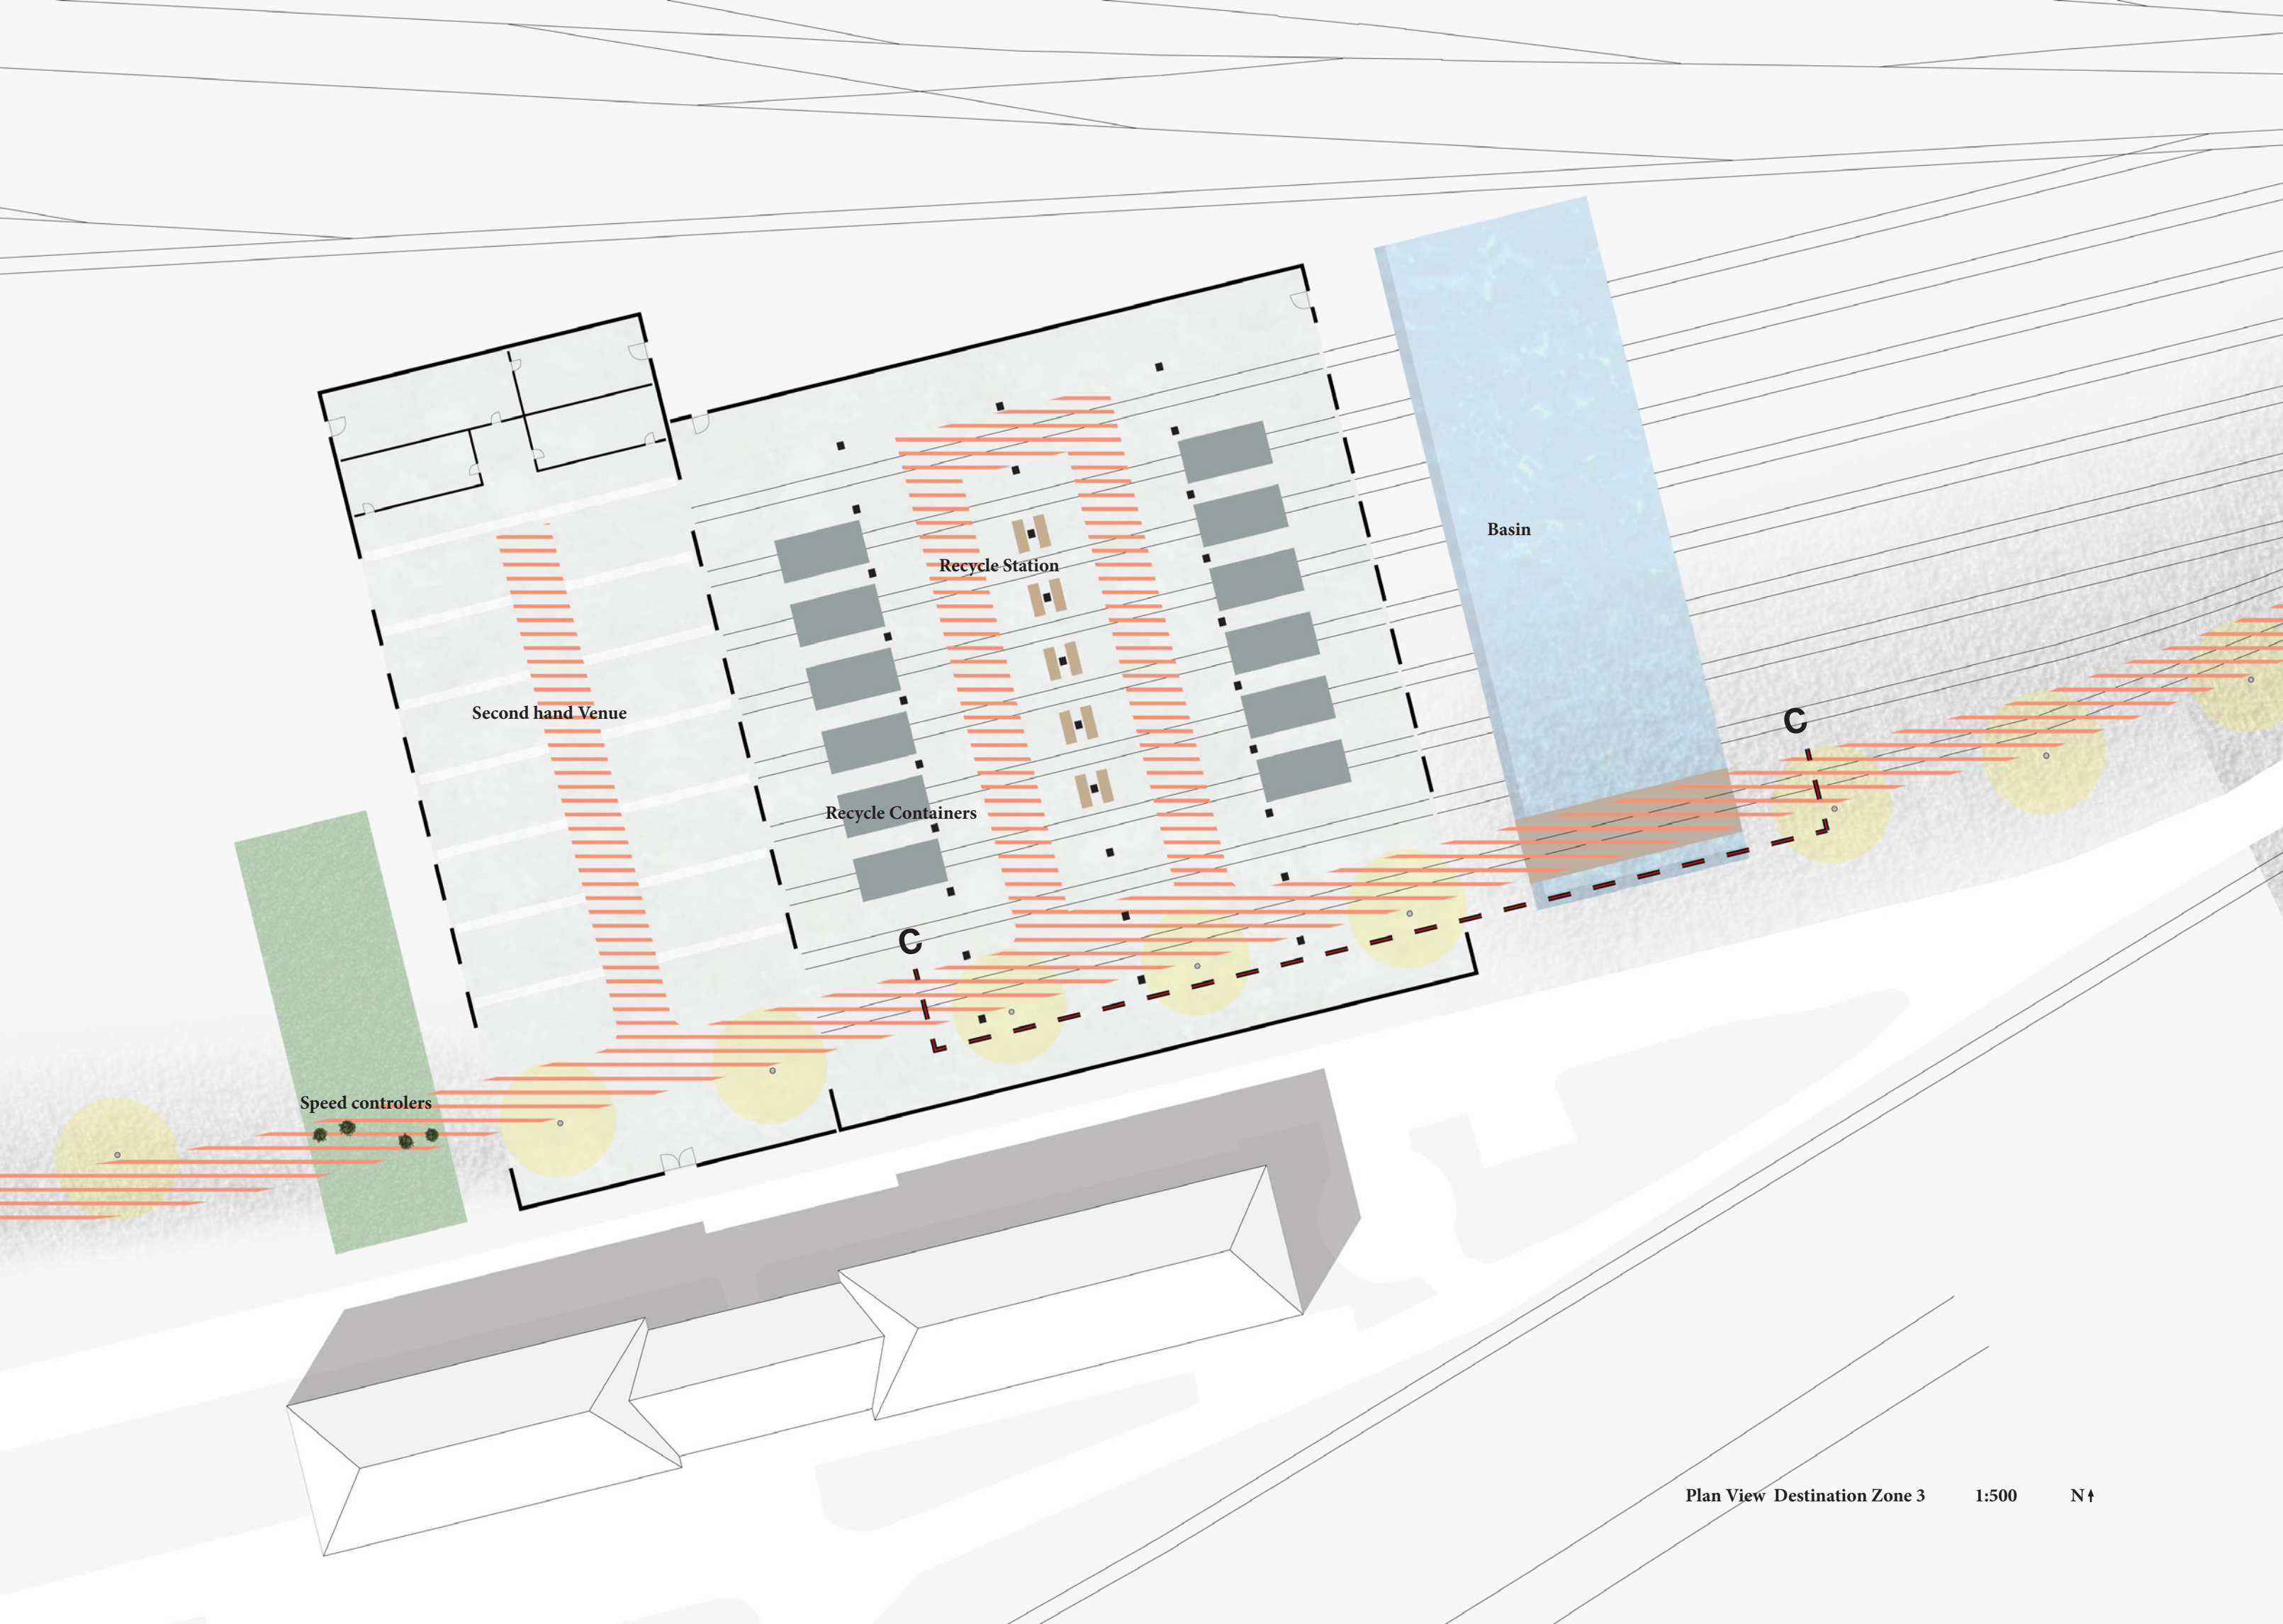 Basin
Recycle Station
Second hand Venue
C
Recycle Containers
C
Speed controlers
Plan View Destination Zone 3 1:500 N